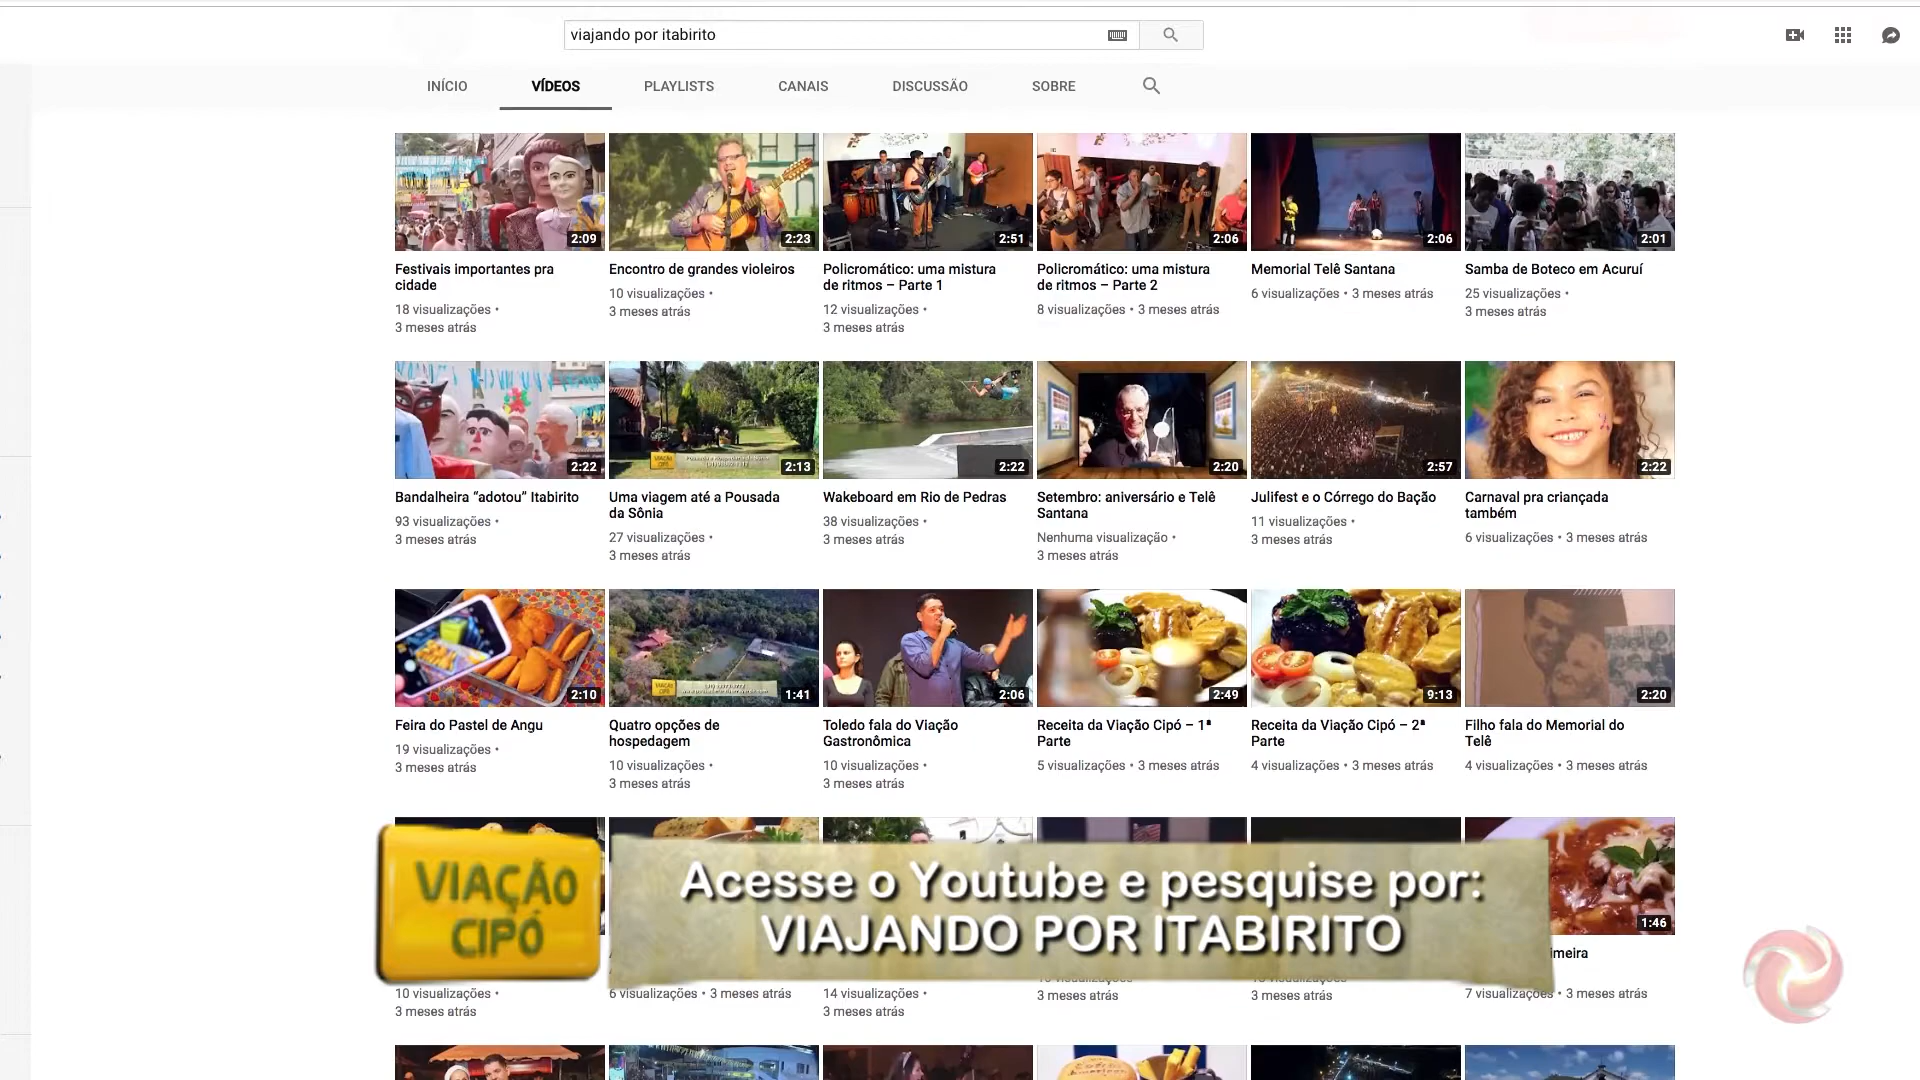 viajando por itabirito
INÍCIO VÍDEOS PLAYLISTS CANAIS DISCUSSÃO SOBRE
2:09 2:23 2:51 2:06 2:06 2:01
Festivais importantes pra
cidade
18 visualizações •
3 meses atrás
Encontro de grandes violeiros
10 visualizações •
3 meses atrás
Policromático: uma mistura
de ritmos – Parte 1
12 visualizações •
3 meses atrás
Policromático: uma mistura
de ritmos – Parte 2
8 visualizações • 3 meses atrás
Memorial Telê Santana
6 visualizações • 3 meses atrás
Samba de Boteco em Acuruí
25 visualizações •
3 meses atrás
2:22 2:13 2:22 2:20 2:57 2:22
Bandalheira “adotou” Itabirito
93 visualizações •
3 meses atrás
Uma viagem até a Pousada
da Sônia
27 visualizações •
3 meses atrás
Wakeboard em Rio de Pedras
38 visualizações •
3 meses atrás
Setembro: aniversário e Telê
Santana
Nenhuma visualização •
3 meses atrás
Julifest e o Córrego do Bação
11 visualizações •
3 meses atrás
Carnaval pra criançada
também
6 visualizações • 3 meses atrás
2:10 1:41 2:06 2:49 9:13 2:20
Feira do Pastel de Angu
19 visualizações •
3 meses atrás
Quatro opções de
hospedagem
10 visualizações •
3 meses atrás
Toledo fala do Viação
Gastronômica
10 visualizações •
3 meses atrás
Receita da Viação Cipó – 1ª
Parte
5 visualizações • 3 meses atrás
Receita da Viação Cipó – 2ª
Parte
4 visualizações • 3 meses atrás
Filho fala do Memorial do
Telê
4 visualizações • 3 meses atrás
VIAÇÃO
CIPÓ
Acesse o Youtube e pesquise por:
VIAJANDO POR ITABIRITO
1:46
10 visualizações •
3 meses atrás
6 visualizações • 3 meses atrás
14 visualizações •
3 meses atrás
3 meses atrás
3 meses atrás
7 visualizações • 3 meses atrás